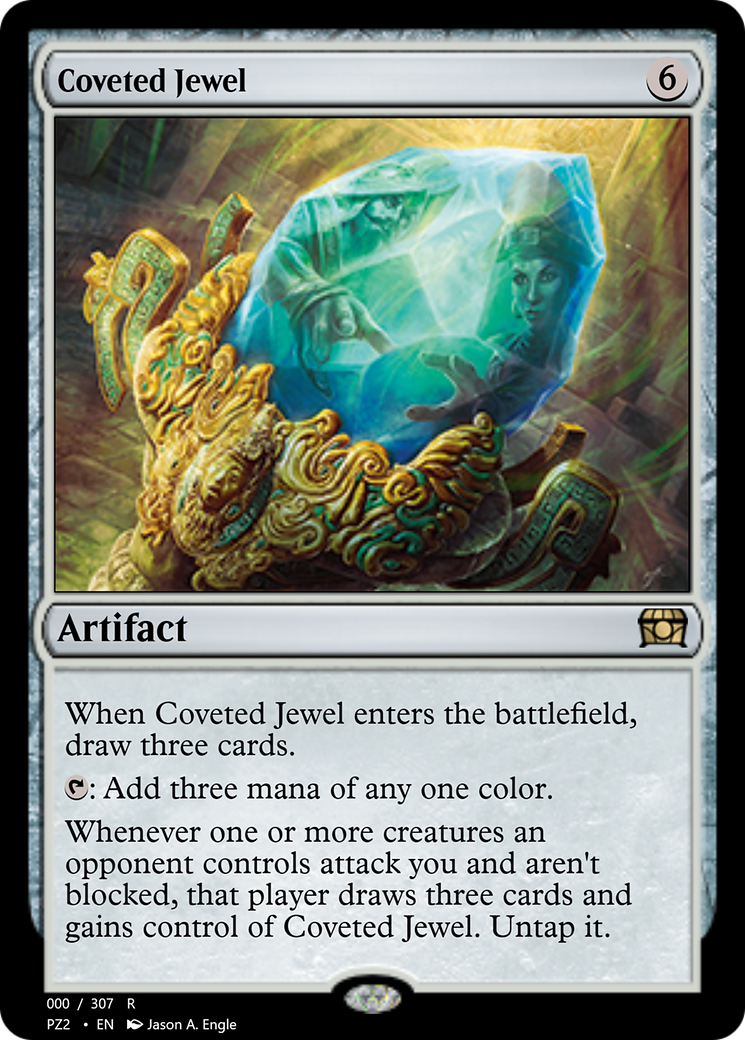 Coveted Jewel
6
Artifact
When Coveted Jewel enters the battlefield,
draw three cards.
: Add three mana of any one color.
Whenever one or more creatures an
opponent controls attack you and aren't
blocked, that player draws three cards and
gains control of Coveted Jewel. Untap it.
000 / 307 R
PZ2 • EN Jason A. Engle